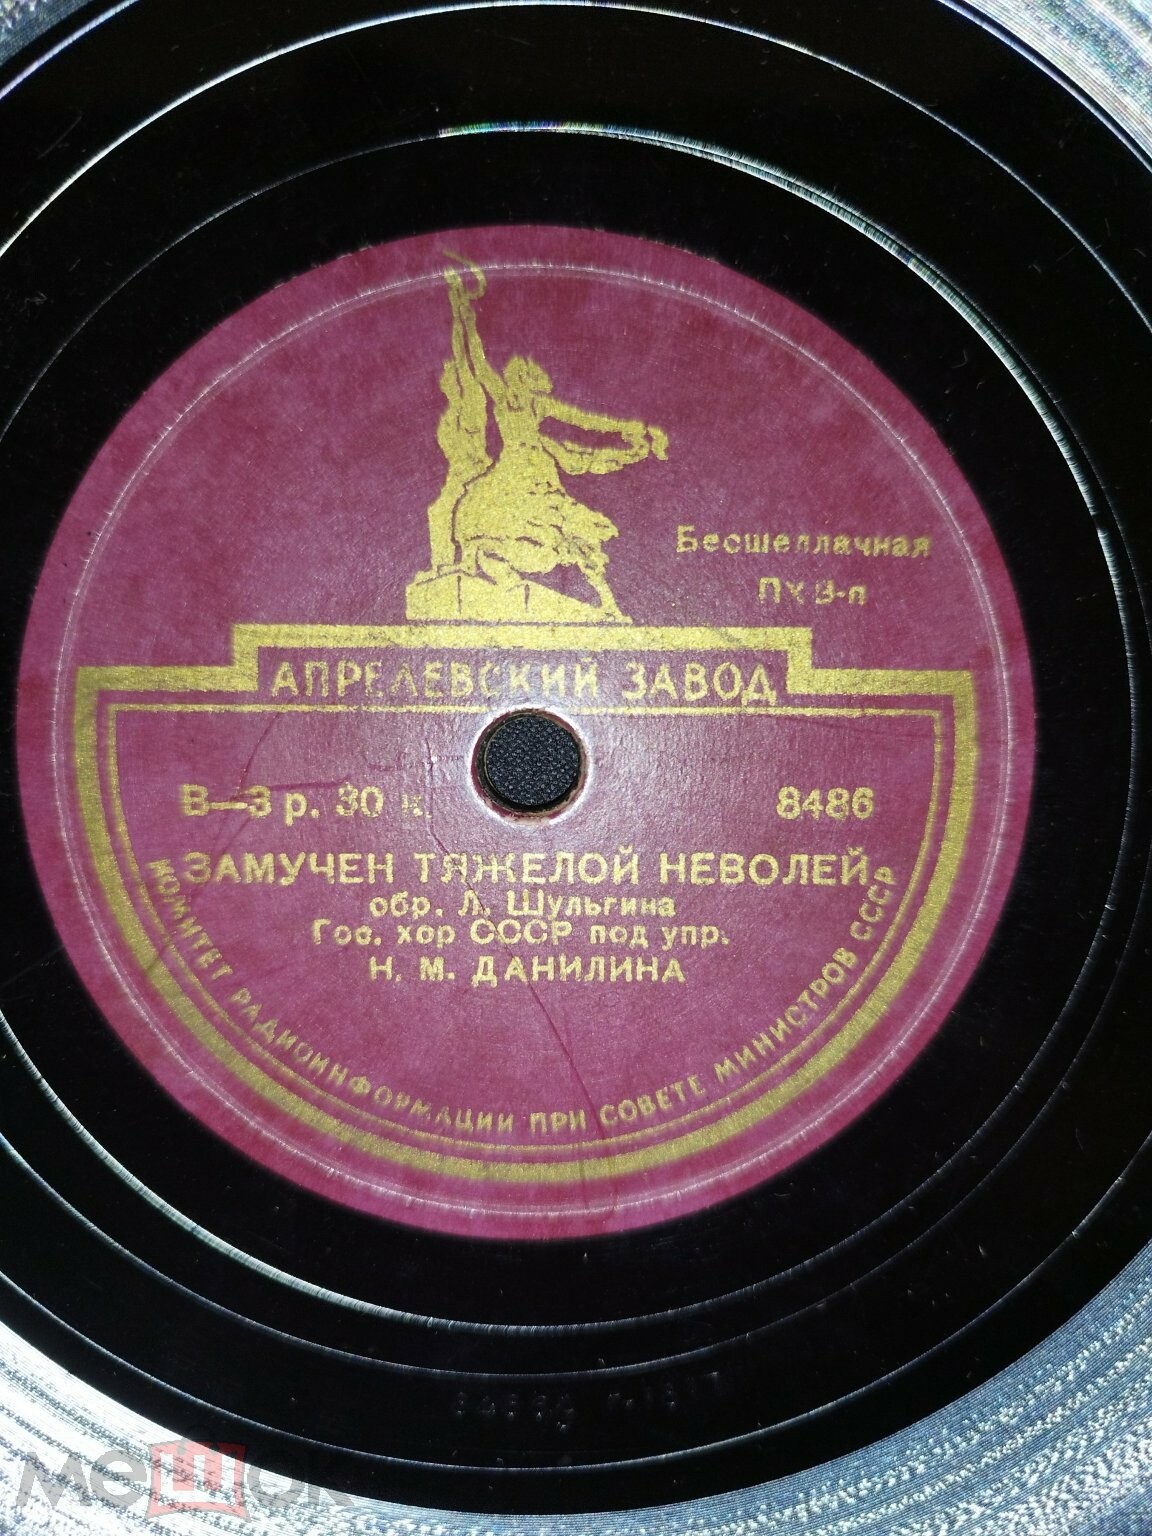 Бесшеллачная
ПХВ-п
АПРЕЛЕВСКИЙ ЗАВОД
В—3 р. 30 к.
8486
ЗАМУЧЕН ТЯЖЕЛОЙ НЕВОЛЕЙ
обр. Л. Шульгина
Гос. хор СССР под упр.
Н. М. ДАНИЛИНА
КОМИТЕТ РАДИОИНФОРМАЦИИ ПРИ СОВЕТЕ МИНИСТРОВ СССР
мешок